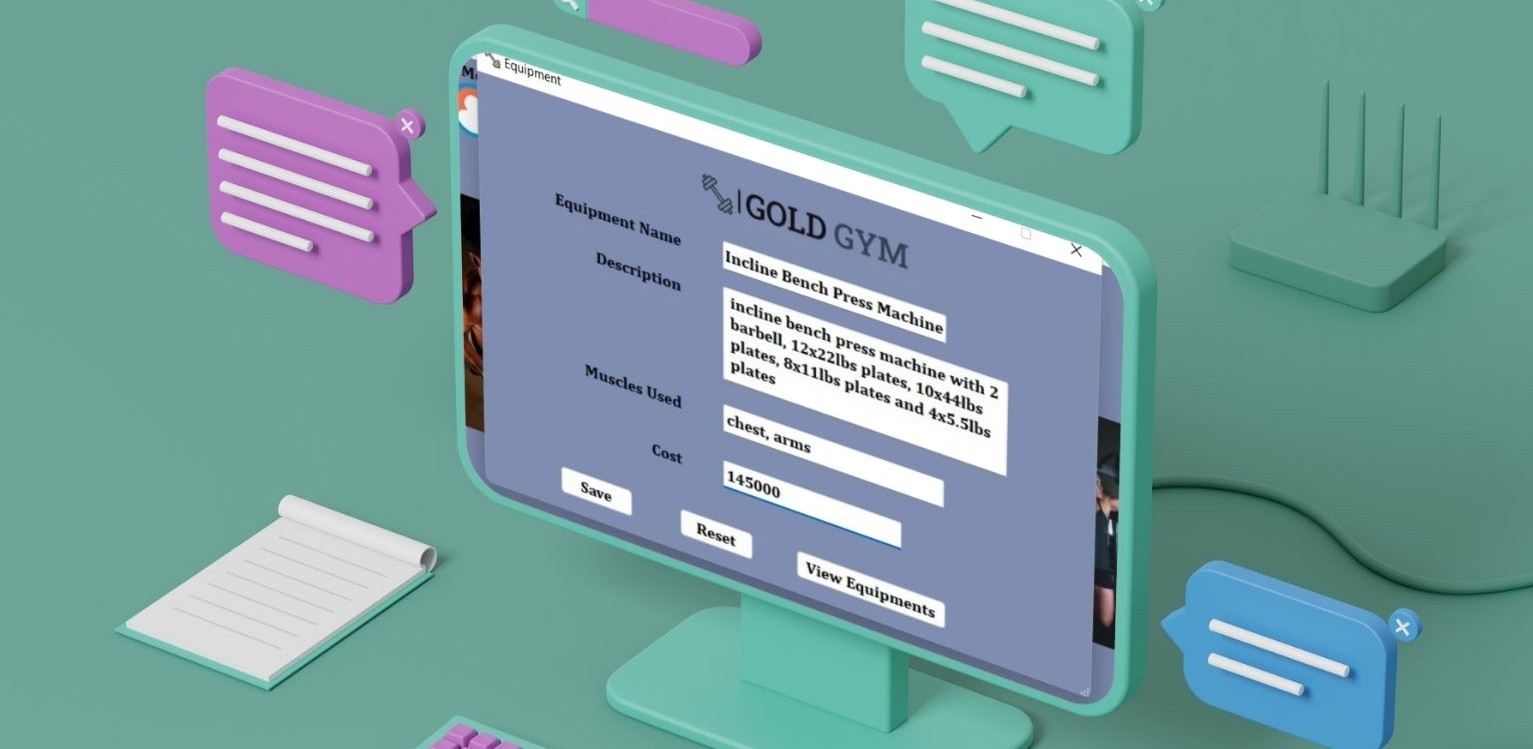 Equipment
GOLD GYM
Equipment Name
Incline Bench Press Machine
Description
incline bench press machine with 2
barbell, 12x22lbs plates, 10x44lbs
plates, 8x11lbs plates and 4x5.5lbs
plates
Muscles Used
chest, arms
Cost
145000
Save
Reset
View Equipments